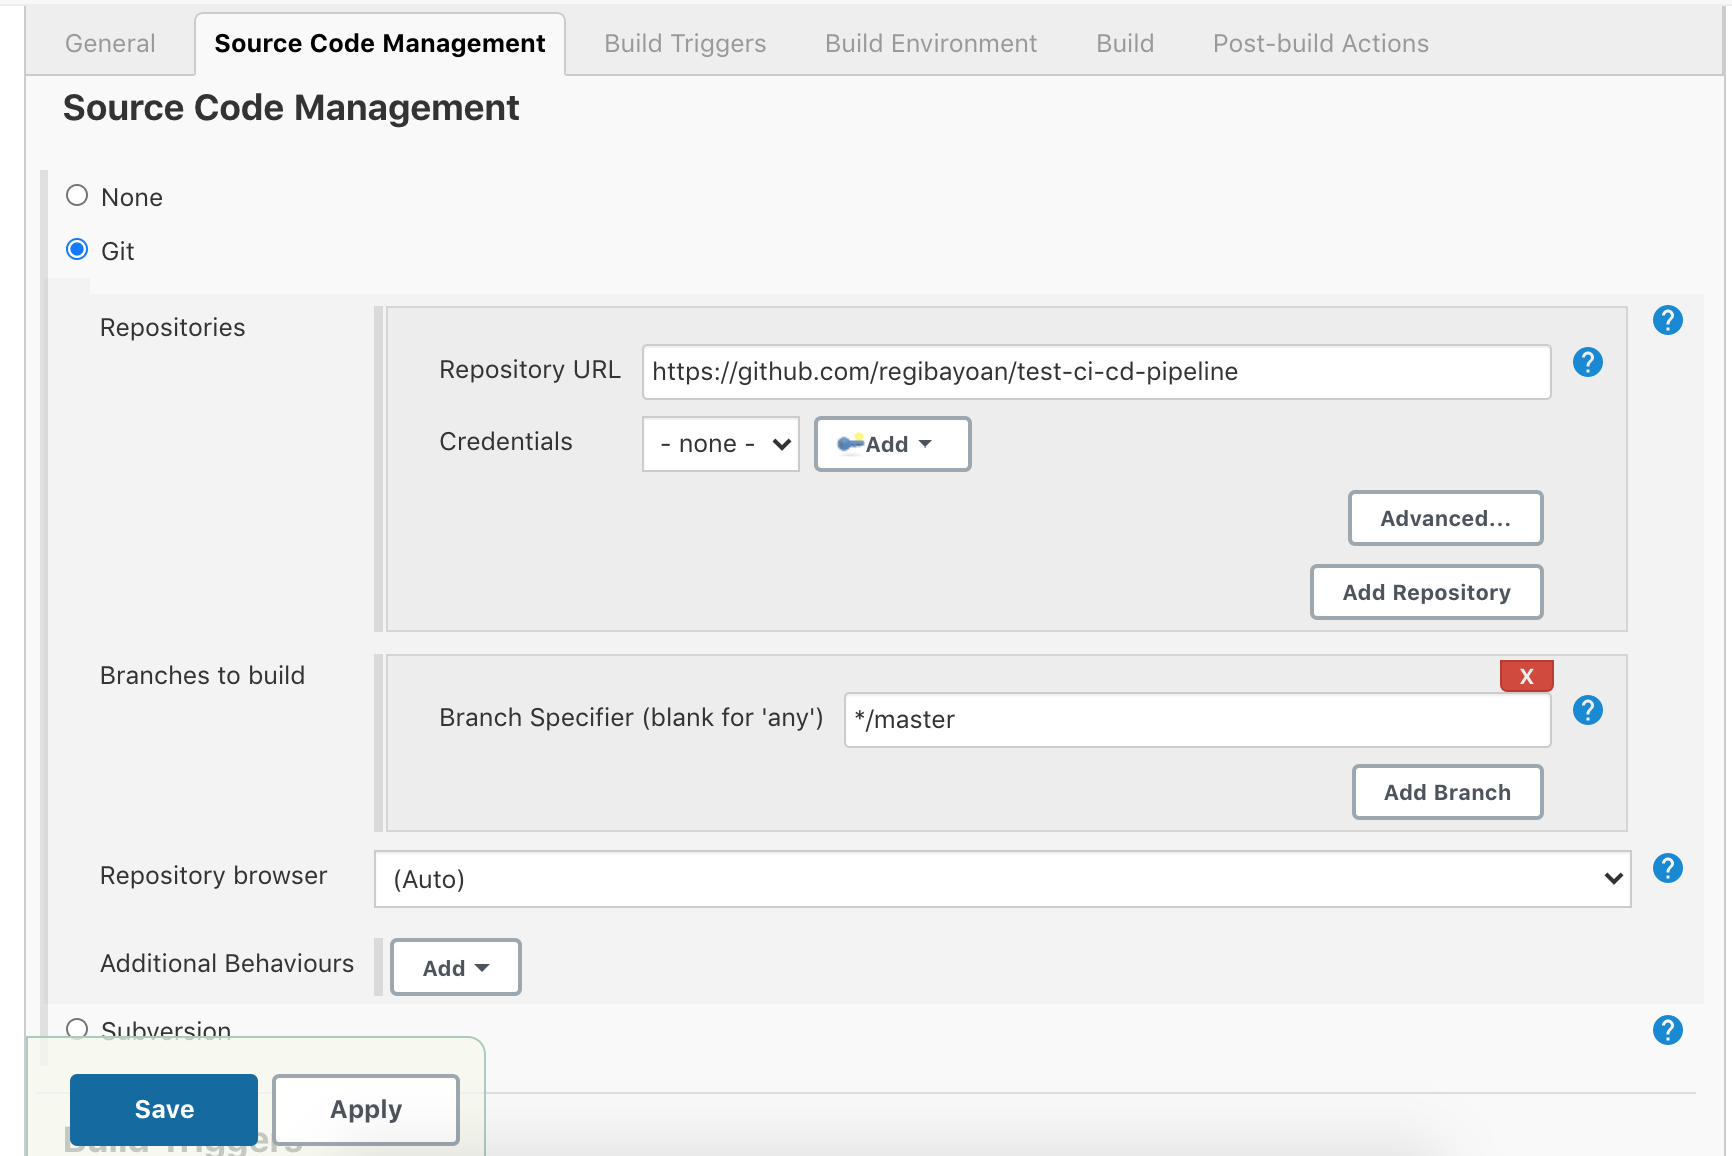 General Source Code Management Build Triggers Build Environment Build Post-build Actions
Source Code Management
None
Git
Repositories
?
Repository URL https://github.com/regibayoan/test-ci-cd-pipeline ?
Credentials - none - Add
Advanced...
Add Repository
Branches to build
X
Branch Specifier (blank for 'any') */master ?
Add Branch
Repository browser (Auto) ?
Additional Behaviours Add
Subversion ?
Save Apply
Build Triggers